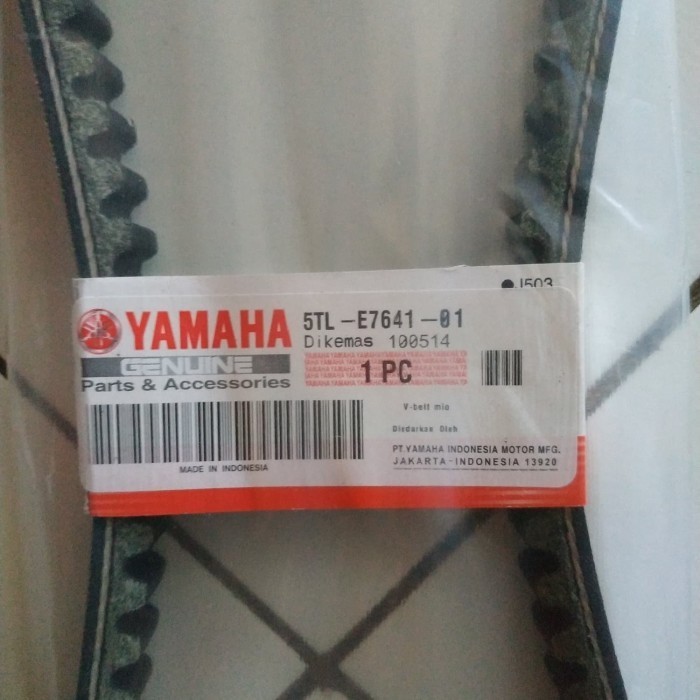 J503
YAMAHA
GENUINE
Parts & Accessories
5TL-E7641-01
Dikemas 100514
1 PC
V-belt mio
Diedarkan Oleh
PT.YAMAHA INDONESIA MOTOR MFG.
JAKARTA-INDONESIA 13920
MADE IN INDONESIA